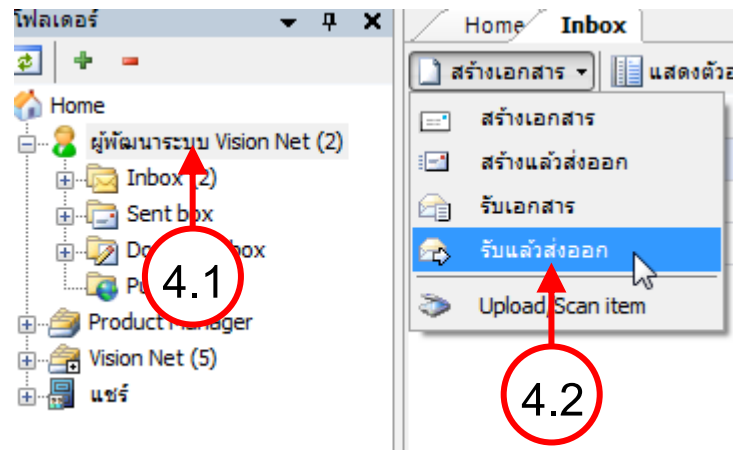 โฟลเดอร์
Home
ผู้พัฒนาระบบ Vision Net (2)
Inbox (2)
Sent box
box
Product Manager
Vision Net (5)
แชร์
4.1
Home
Inbox
สร้างเอกสาร
แสดงตัว
สร้างเอกสาร
สร้างแล้วส่งออก
รับเอกสาร
รับแล้วส่งออก
Upload/Scan item
4.2